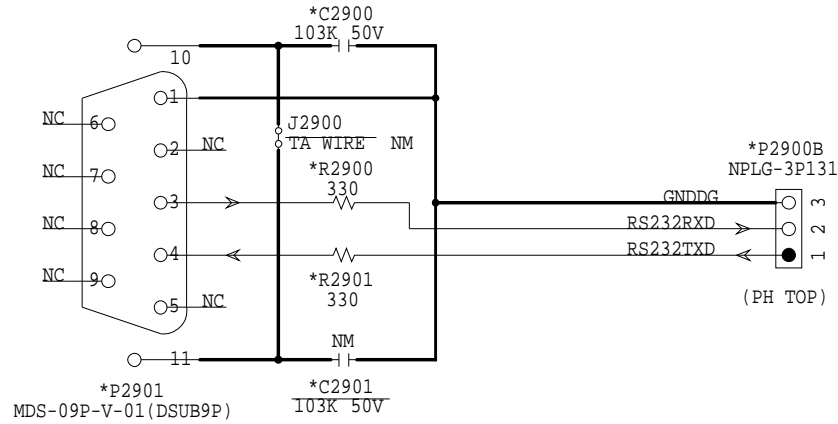 *C2900
103K 50V
10
1
NC
6
J2900
TA WIRE NM
2
NC
*R2900
330
*P2900B
NPLG-3P131
NC
7
3
GNDDG
3
NC
8
RS232RXD
2
4
RS232TXD
1
NC
9
*R2901
330
5
NC
(PH TOP)
NM
11
*C2901
103K 50V
*P2901
MDS-09P-V-01(DSUB9P)